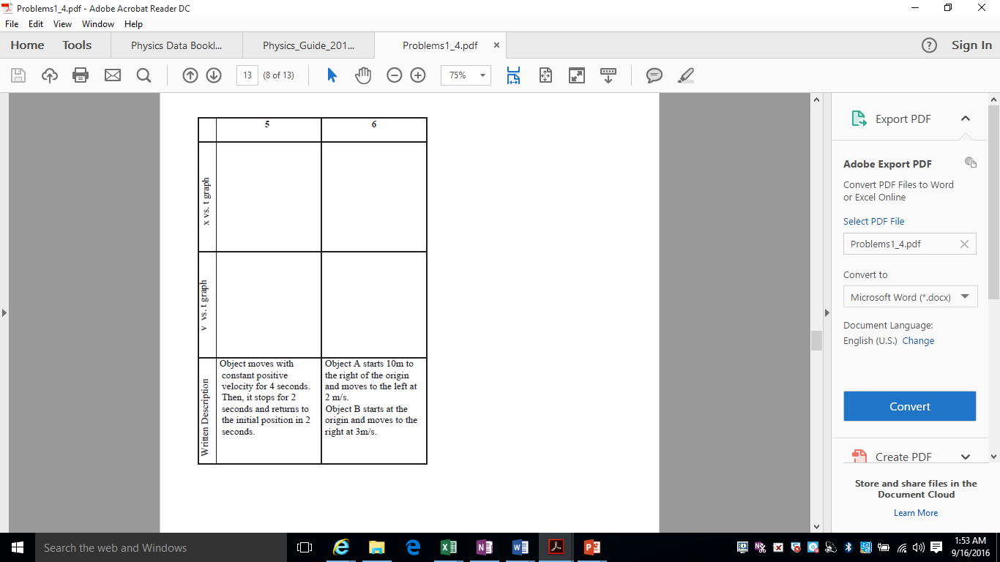 Problems1_4.pdf - Adobe Acrobat Reader DC
File Edit View Window Help
Home Tools Physics Data Bookl... Physics_Guide_201... Problems1_4.pdf × Sign In
13 (8 of 13) 75%
5 6
x vs. t graph
v vs. t graph
Written Description
Object moves with
constant positive
velocity for 4 seconds.
Then, it stops for 2
seconds and returns to
the initial position in 2
seconds.
Object A starts 10m to
the right of the origin
and moves to the left at
2 m/s.
Object B starts at the
origin and moves to the
right at 3m/s.
Export PDF
Adobe Export PDF
Convert PDF Files to Word
or Excel Online
Select PDF File
Problems1_4.pdf
Convert to
Microsoft Word (*.docx)
Document Language:
English (U.S.) Change
Convert
Create PDF
Store and share files in the
Document Cloud
Learn More
Search the web and Windows
1:53 AM
9/16/2016